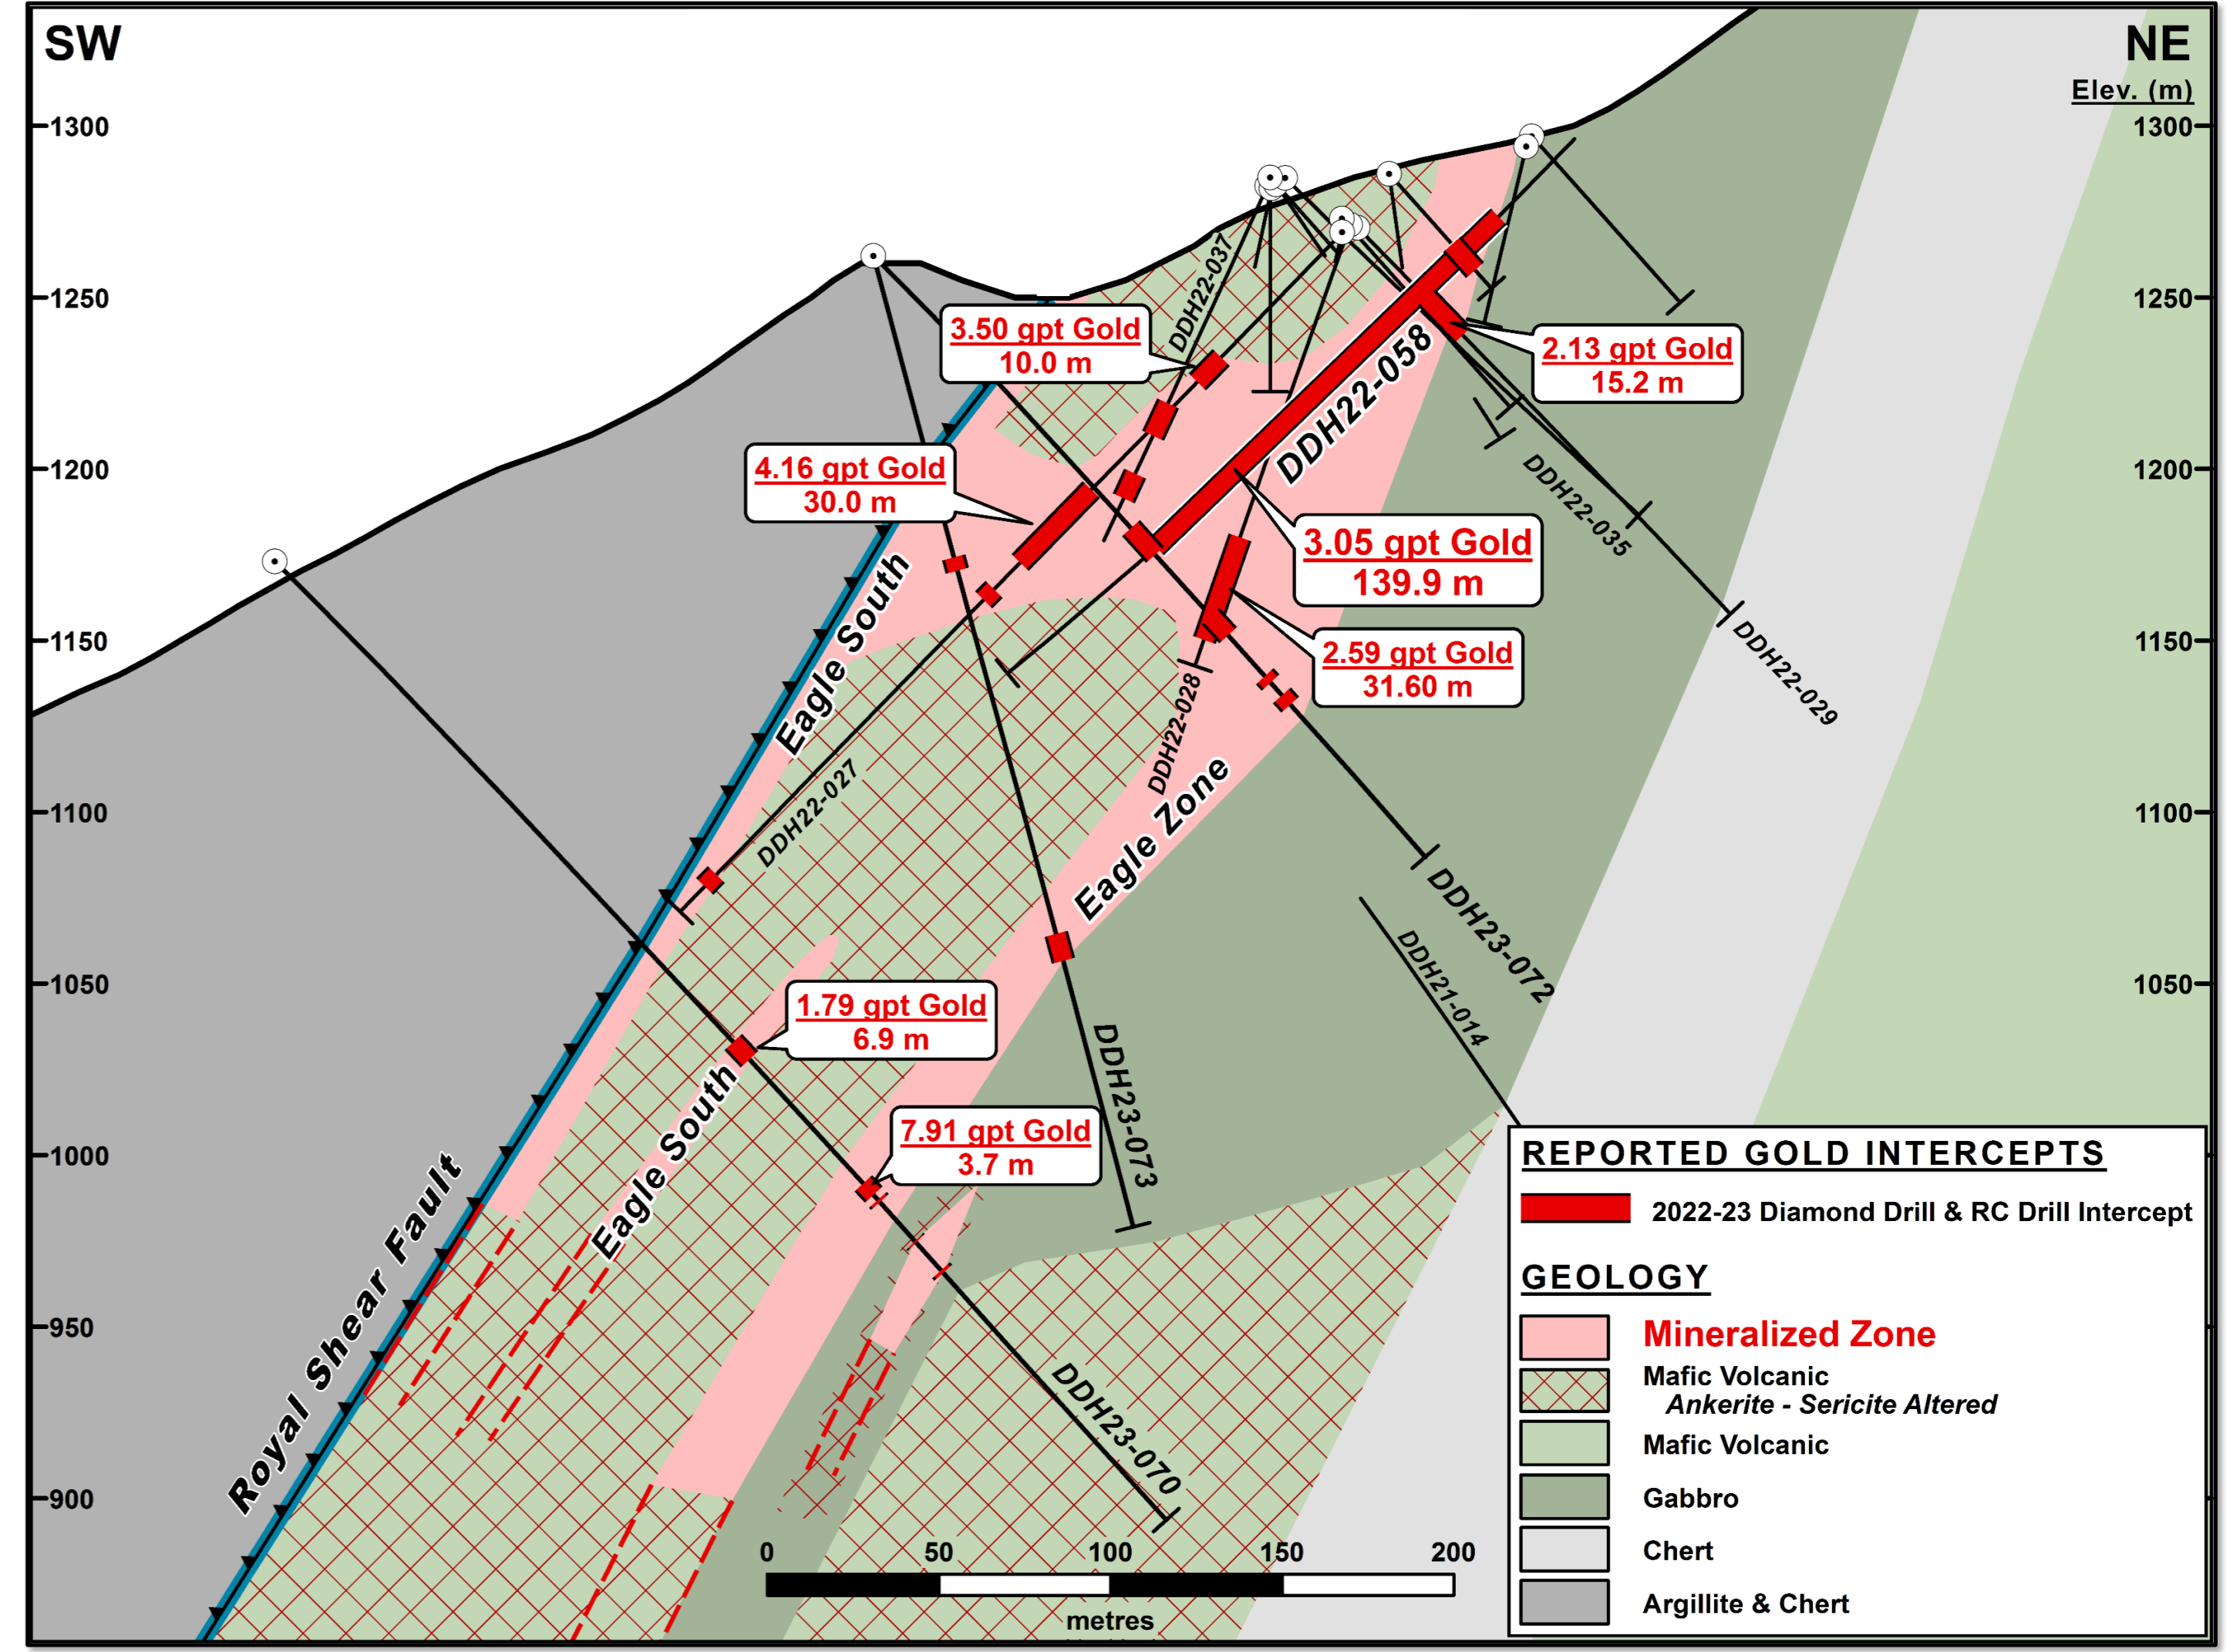 SW
NE
Elev. (m)
1300
1300
1250
1250
1200
1200
1150
1150
1100
1100
1050
1050
1000
950
900
DDH22-037
3.50 gpt Gold
10.0 m
2.13 gpt Gold
15.2 m
DDH22-058
4.16 gpt Gold
30.0 m
DDH22-035
3.05 gpt Gold
139.9 m
Eagle South
2.59 gpt Gold
31.60 m
DDH22-029
DDH22-028
DDH22-027
Eagle Zone
DDH23-072
DDH21-014
1.79 gpt Gold
6.9 m
DDH23-073
Eagle South
7.91 gpt Gold
3.7 m
Royal Shear Fault
DDH23-070
0 50 100 150 200
metres
REPORTED GOLD INTERCEPTS
2022-23 Diamond Drill & RC Drill Intercept
GEOLOGY
Mineralized Zone
Mafic Volcanic
Ankerite - Sericite Altered
Mafic Volcanic
Gabbro
Chert
Argillite & Chert